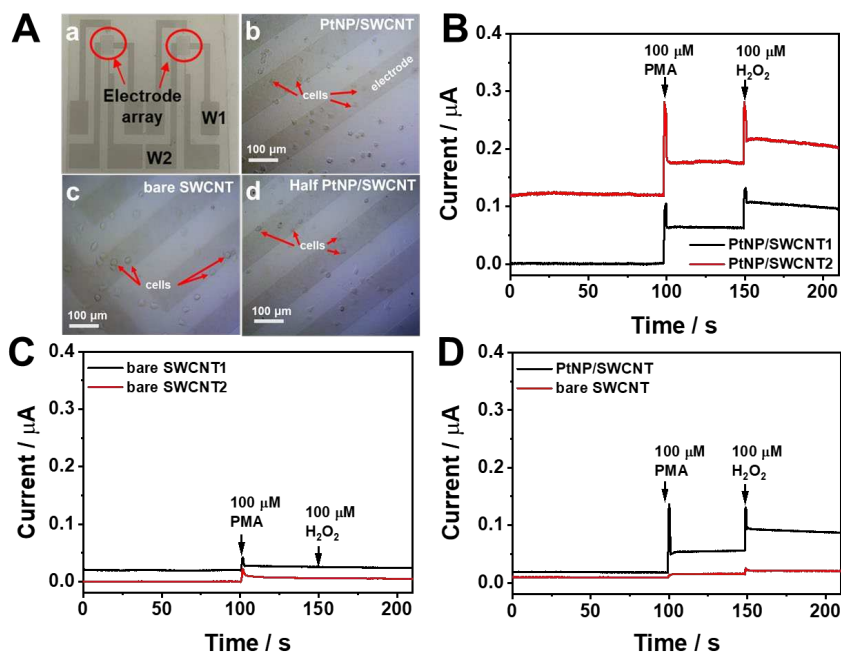 A
a
Electrode
array
W1
W2
b
PtNP/SWCNT
cells
electrode
100 μm
c
bare SWCNT
cells
100 μm
d
Half PtNP/SWCNT
cells
100 μm
B
100 μM
PMA
100 μM
H₂O₂
PtNP/SWCNT1
PtNP/SWCNT2
Current / μA
0.4
0.3
0.2
0.1
0.0
0 50 100 150 200
Time / s
C
bare SWCNT1
bare SWCNT2
100 μM
PMA
100 μM
H₂O₂
Current / μA
0.4
0.3
0.2
0.1
0.0
0 50 100 150 200
Time / s
D
PtNP/SWCNT
bare SWCNT
100 μM
PMA
100 μM
H₂O₂
Current / μA
0.4
0.3
0.2
0.1
0.0
0 50 100 150 200
Time / s